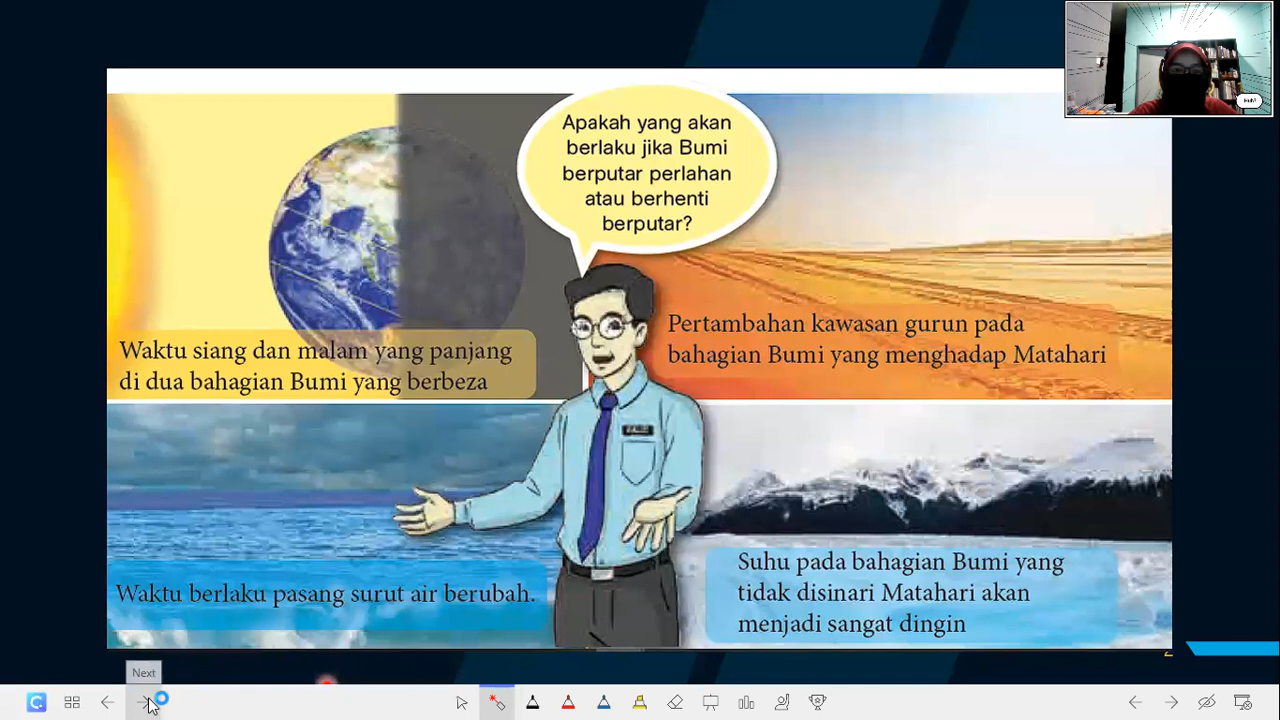 Apakah yang akan
berlaku jika Bumi
berputar perlahan
atau berhenti
berputar?
Waktu siang dan malam yang panjang
di dua bahagian Bumi yang berbeza
Pertambahan kawasan gurun pada
bahagian Bumi yang menghadap Matahari
Waktu berlaku pasang surut air berubah.
Suhu pada bahagian Bumi yang
tidak disinari Matahari akan
menjadi sangat dingin
Next